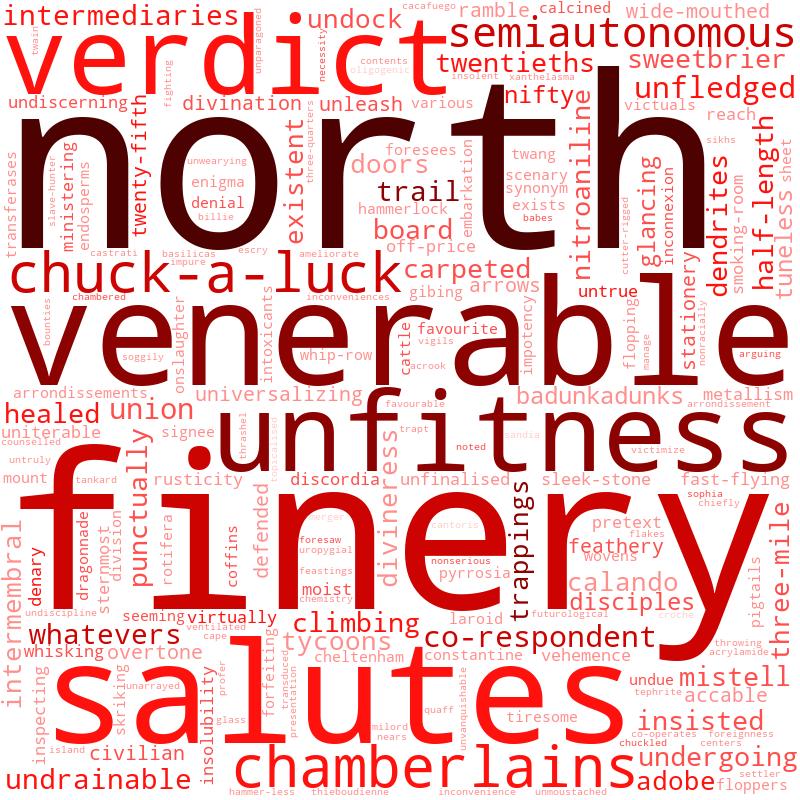 intermediaries
verdict
undock
cacafuego
ramble
calcined
wide-mouthed
semiautonomous
twain
unparagoned
necessity
contents
oligogenic
twentieths
sweetbrier
insolent
xanthelasma
fighting
undiscerning
divination
unleash
various
nifty
unfledged
victuals
reach
north
twenty-fifth
existent
three-quarters
foresees
doors
twang
scenary
synonym
exists
babes
sikhs
sheet
transferases
slave-hunter
ministering
endosperms
unwearying
enigma
denial
billie
trail
hammerlock
board
off-price
embarkation
nitroaniline
cutter-rigged
glancing
inconnexion
dendrites
smoking-room
half-length
tuneless
castrati
basilicas
impure
escry
ameliorate
chuck-a-luck
carpeted
gibing
arrows
untrue
chambered
inconveniences
venerable
bounties
soggily
onslaughter
intoxicants
whip-row
cattle
favourite
vigils
acrook
impotency
flopping
manage
stationery
nonracially
arguing
arrondissements
universalizing
badunkadunks
metallism
healed
union
favourable
arrondissement
unfitness
uniterable
signee
counselled
thrashel
topicalised
trapt
noted
sandia
victimize
untruly
mount
tankard
punctually
rusticity
discordia
unfinalised
sleek-stone
fast-flying
sophia
chiefly
finery
divineress
defended
merger
cantoris
trappings
pretext
flakes
feathery
wovens
intermembral
denary
dragonnade
sternmost
division
rotifera
coffins
foresaw
uropygial
feastings
moist
chemistry
nonserious
pyrrosia
calando
disciples
pigtails
three-mile
undiscipline
seeming
virtually
ventilated
cape
climbing
laroid
futurological
croche
whatevers
co-respondent
throwing
acrylamide
whisking
overtone
tycoons
cheltenham
constantine
vehemence
salutes
inspecting
skriking
unarrayed
insolubility
profer
forfeiting
transduced
presentation
glass
quaff
milord
nears
unvanquishable
tiresome
undue
mistell
tephrite
accable
insisted
co-operates
foreignness
chuckled
centers
island
civilian
chamberlains
undergoing
undrainable
adobe
settler
floppers
hammer-less
thieboudienne
inconvenience
unmoustached